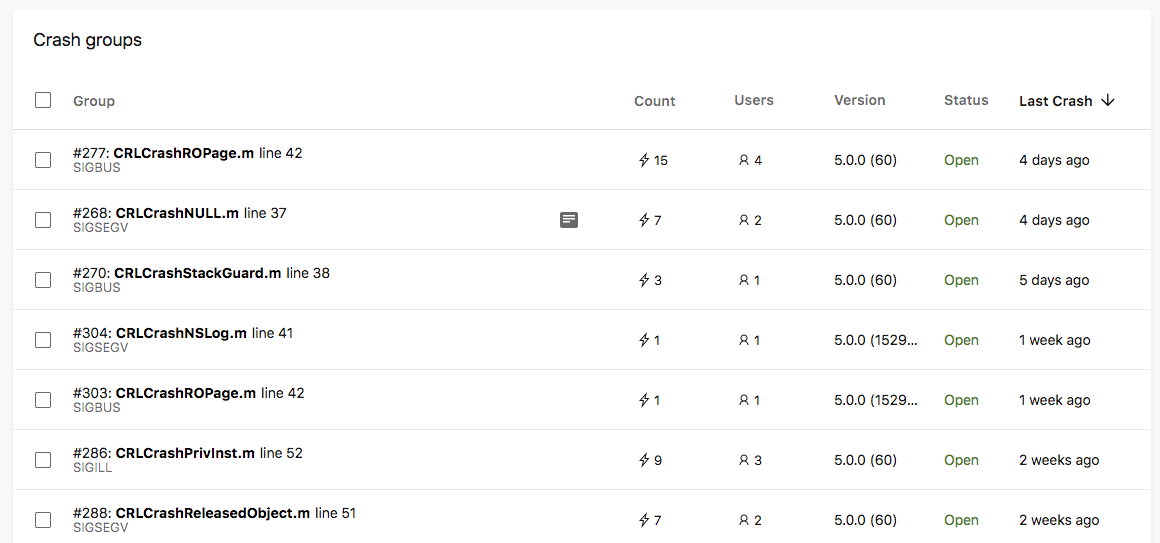 Crash groups
Group Count Users Version Status Last Crash
#277: CRLCrashROPage.m line 42
SIGBUS
15 4 5.0.0 (60) Open 4 days ago
#268: CRLCrashNULL.m line 37
SIGSEGV
7 2 5.0.0 (60) Open 4 days ago
#270: CRLCrashStackGuard.m line 38
SIGBUS
3 1 5.0.0 (60) Open 5 days ago
#304: CRLCrashNSLog.m line 41
SIGSEGV
1 1 5.0.0 (1529... Open 1 week ago
#303: CRLCrashROPage.m line 42
SIGBUS
1 1 5.0.0 (1529... Open 1 week ago
#286: CRLCrashPrivInst.m line 52
SIGILL
9 3 5.0.0 (60) Open 2 weeks ago
#288: CRLCrashReleasedObject.m line 51
SIGSEGV
7 2 5.0.0 (60) Open 2 weeks ago